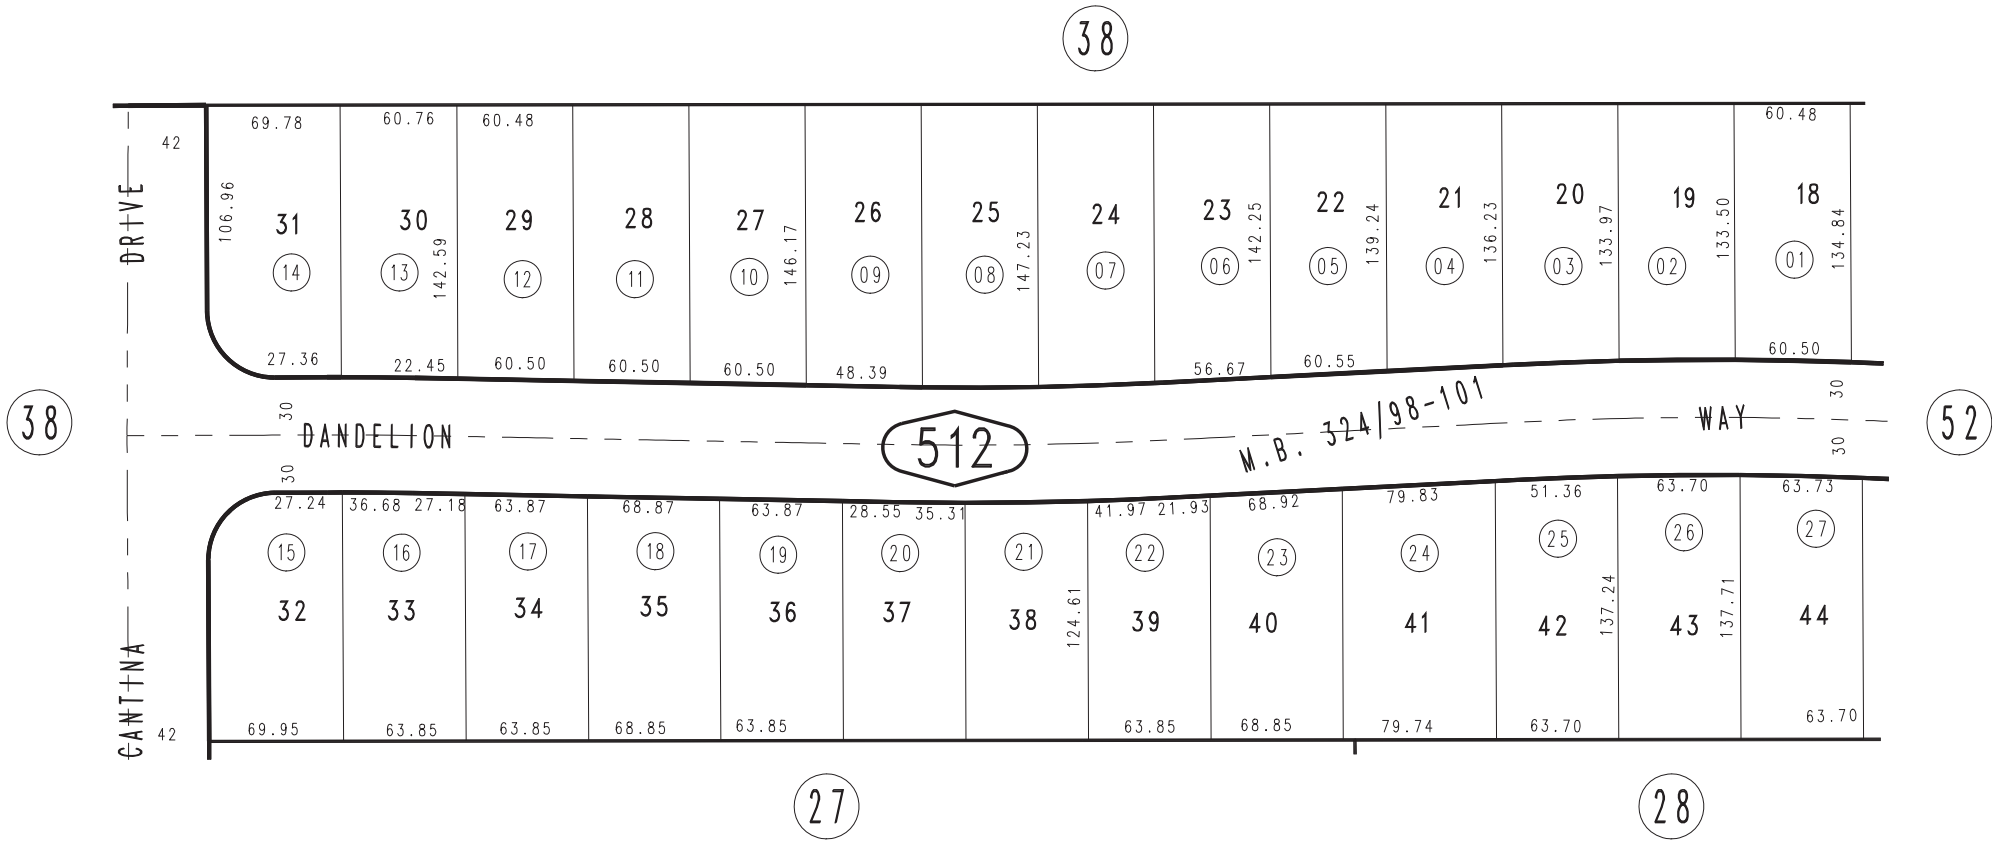 38
69.78 60.76 60.48 60.48
42
DRIVE
106.96
31 30 29 28 27 26 25 24 23 22 21 20 19 18
142.59 146.17 147.23 142.25 139.24 136.23 133.97 133.50 134.84
14 13 12 11 10 09 08 07 06 05 04 03 02 01
27.36 22.45 60.50 60.50 60.50 48.39 56.67 60.55 60.50
30 30
38 DANDELION 512 M.B. 324/98-101 WAY 52
30 30
27.24 36.68 27.18 63.87 68.87 63.87 28.55 35.31 41.97 21.93 68.92 79.83 51.36 63.70 63.73
15 16 17 18 19 20 21 22 23 24 25 26 27
32 33 34 35 36 37 38 39 40 41 42 43 44
124.61 137.24 137.71
CANTINA
42
69.95 63.85 63.85 68.85 63.85 63.85 68.85 79.74 63.70 63.70
27 28